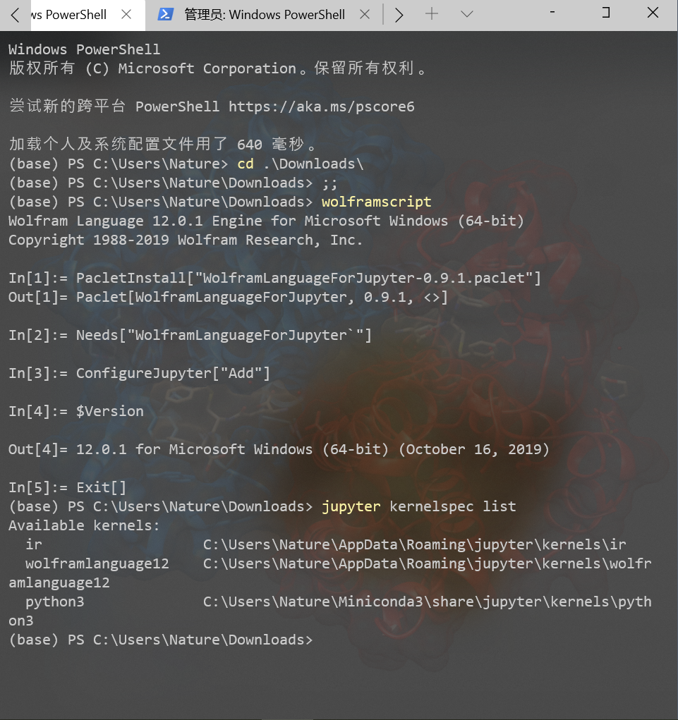 ws PowerShell
管理员: Windows PowerShell
Windows PowerShell
版权所有 (C) Microsoft Corporation。保留所有权利。
尝试新的跨平台 PowerShell https://aka.ms/pscore6
加载个人及系统配置文件用了 640 毫秒。
(base) PS C:\Users\Nature> cd .\Downloads\
(base) PS C:\Users\Nature\Downloads> ;;
(base) PS C:\Users\Nature\Downloads> wolframscript
Wolfram Language 12.0.1 Engine for Microsoft Windows (64-bit)
Copyright 1988-2019 Wolfram Research, Inc.
In[1]:= PacletInstall["WolframLanguageForJupyter-0.9.1.paclet"]
Out[1]= Paclet[WolframLanguageForJupyter, 0.9.1, <>]
In[2]:= Needs["WolframLanguageForJupyter`"]
In[3]:= ConfigureJupyter["Add"]
In[4]:= $Version
Out[4]= 12.0.1 for Microsoft Windows (64-bit) (October 16, 2019)
In[5]:= Exit[]
(base) PS C:\Users\Nature\Downloads> jupyter kernelspec list
Available kernels:
  ir                  C:\Users\Nature\AppData\Roaming\jupyter\kernels\ir
  wolframlanguage12   C:\Users\Nature\AppData\Roaming\jupyter\kernels\wolfr
amlanguage12
  python3             C:\Users\Nature\Miniconda3\share\jupyter\kernels\pyth
on3
(base) PS C:\Users\Nature\Downloads>